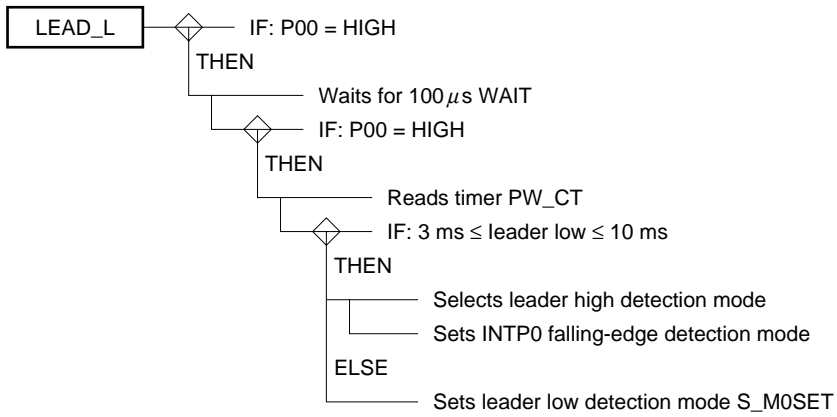 LEAD_L IF: P00 = HIGH
THEN
Waits for 100 μs WAIT
IF: P00 = HIGH
THEN
Reads timer PW_CT
IF: 3 ms ≤ leader low ≤ 10 ms
THEN
Selects leader high detection mode
Sets INTP0 falling-edge detection mode
ELSE
Sets leader low detection mode S_M0SET